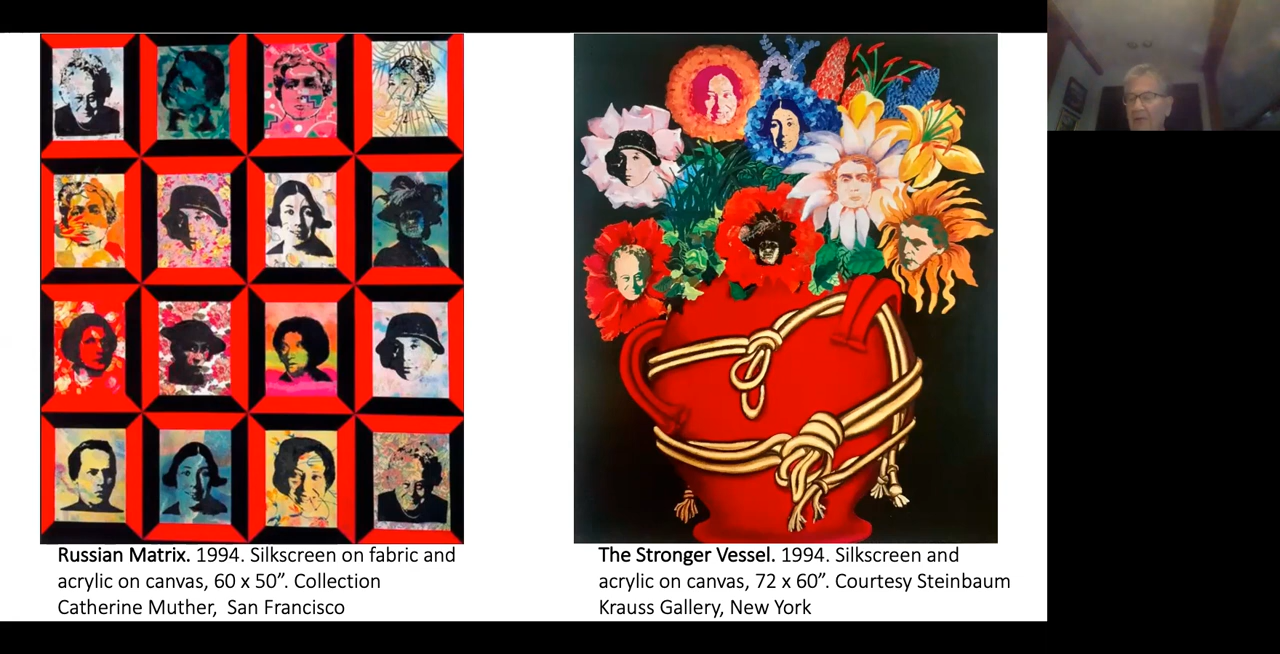 Russian Matrix. 1994. Silkscreen on fabric and
acrylic on canvas, 60 x 50”. Collection
Catherine Muther,  San Francisco
The Stronger Vessel. 1994. Silkscreen and
acrylic on canvas, 72 x 60”. Courtesy Steinbaum
Krauss Gallery, New York